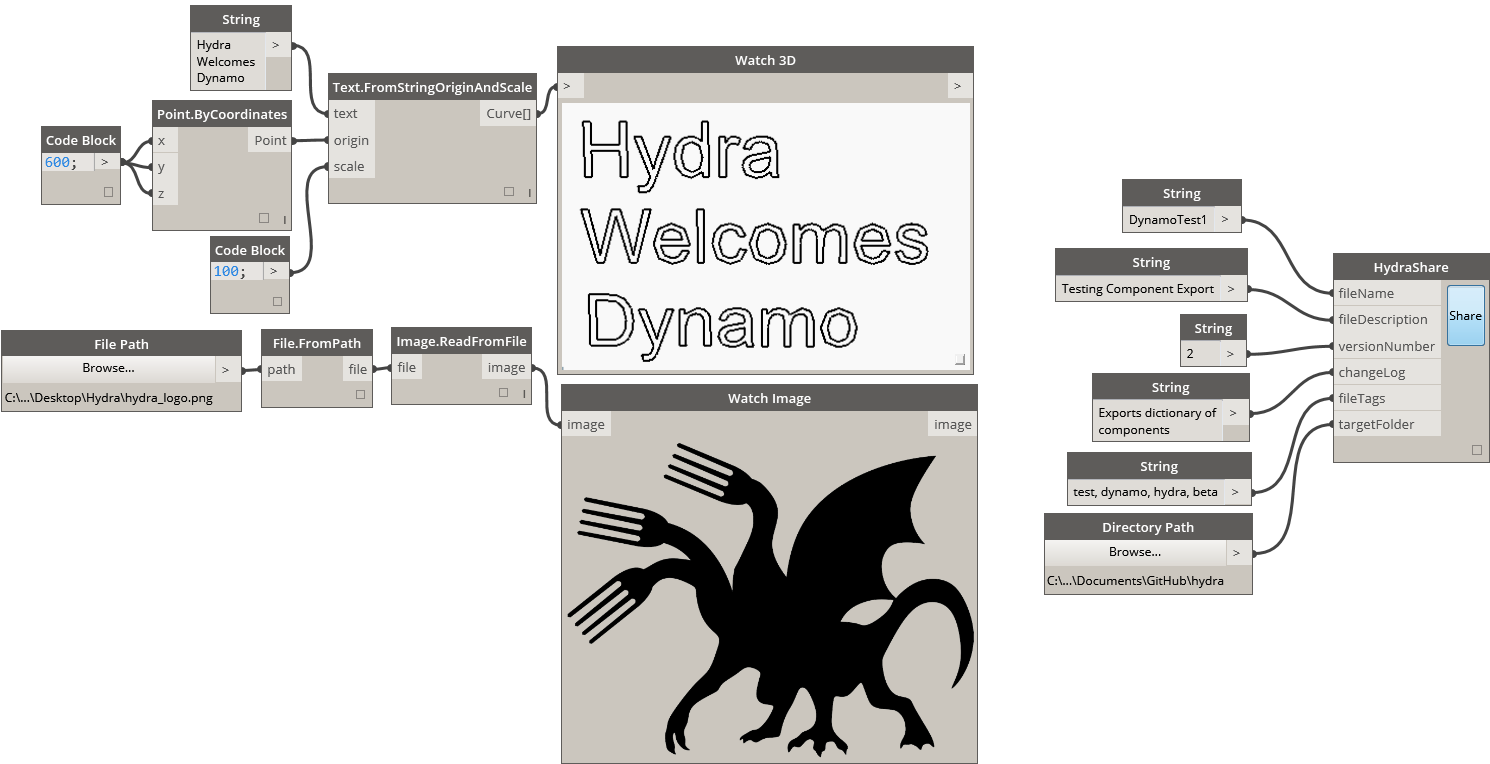 String
Hydra >
Welcomes
Dynamo
Point.ByCoordinates
x Point
y
z
Code Block
600; >
Code Block
100; >
Text.FromStringOriginAndScale
text Curve[]
origin
scale
Watch 3D
> >
Hydra
Welcomes
Dynamo
File Path
Browse... >
C:\...\Desktop\Hydra\hydra_logo.png
File.FromPath
path file
Image.ReadFromFile
file image
Watch Image
image image
String
DynamoTest1 >
String
Testing Component Export >
String
2 >
String
Exports dictionary of >
components
String
test, dynamo, hydra, beta >
Directory Path
Browse... >
C:\...\Documents\GitHub\hydra
HydraShare
fileName
fileDescription
versionNumber
changeLog
fileTags
targetFolder
Share